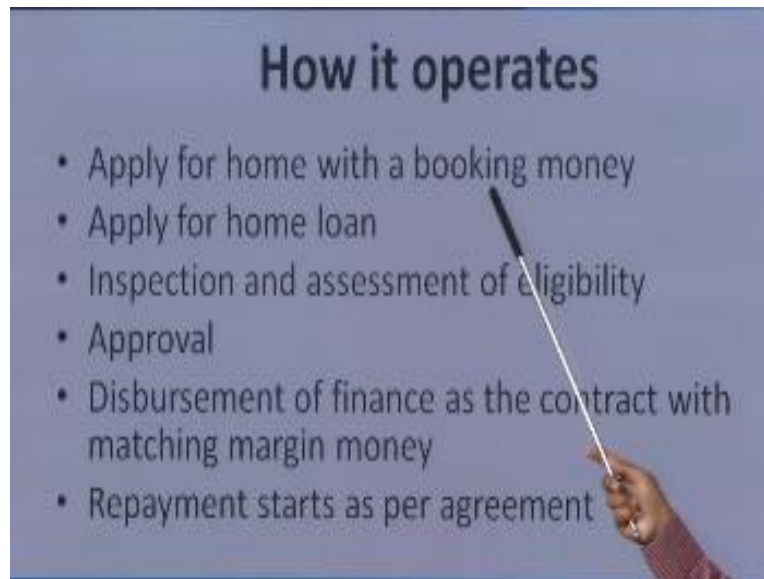 How it operates
• Apply for home with a booking money
• Apply for home loan
• Inspection and assessment of eligibility
• Approval
• Disbursement of finance as the contract with
matching margin money
• Repayment starts as per agreement